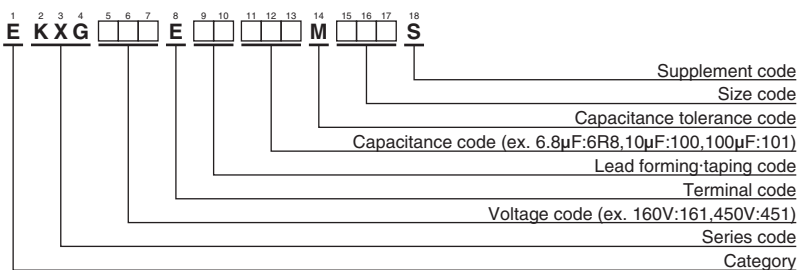 1 2 3 4 5 6 7 8 9 10 11 12 13 14 15 16 17 18
E KXG E M S
Supplement code
Size code
Capacitance tolerance code
Capacitance code (ex. 6.8μF:6R8,10μF:100,100μF:101)
Lead forming·taping code
Terminal code
Voltage code (ex. 160V:161,450V:451)
Series code
Category